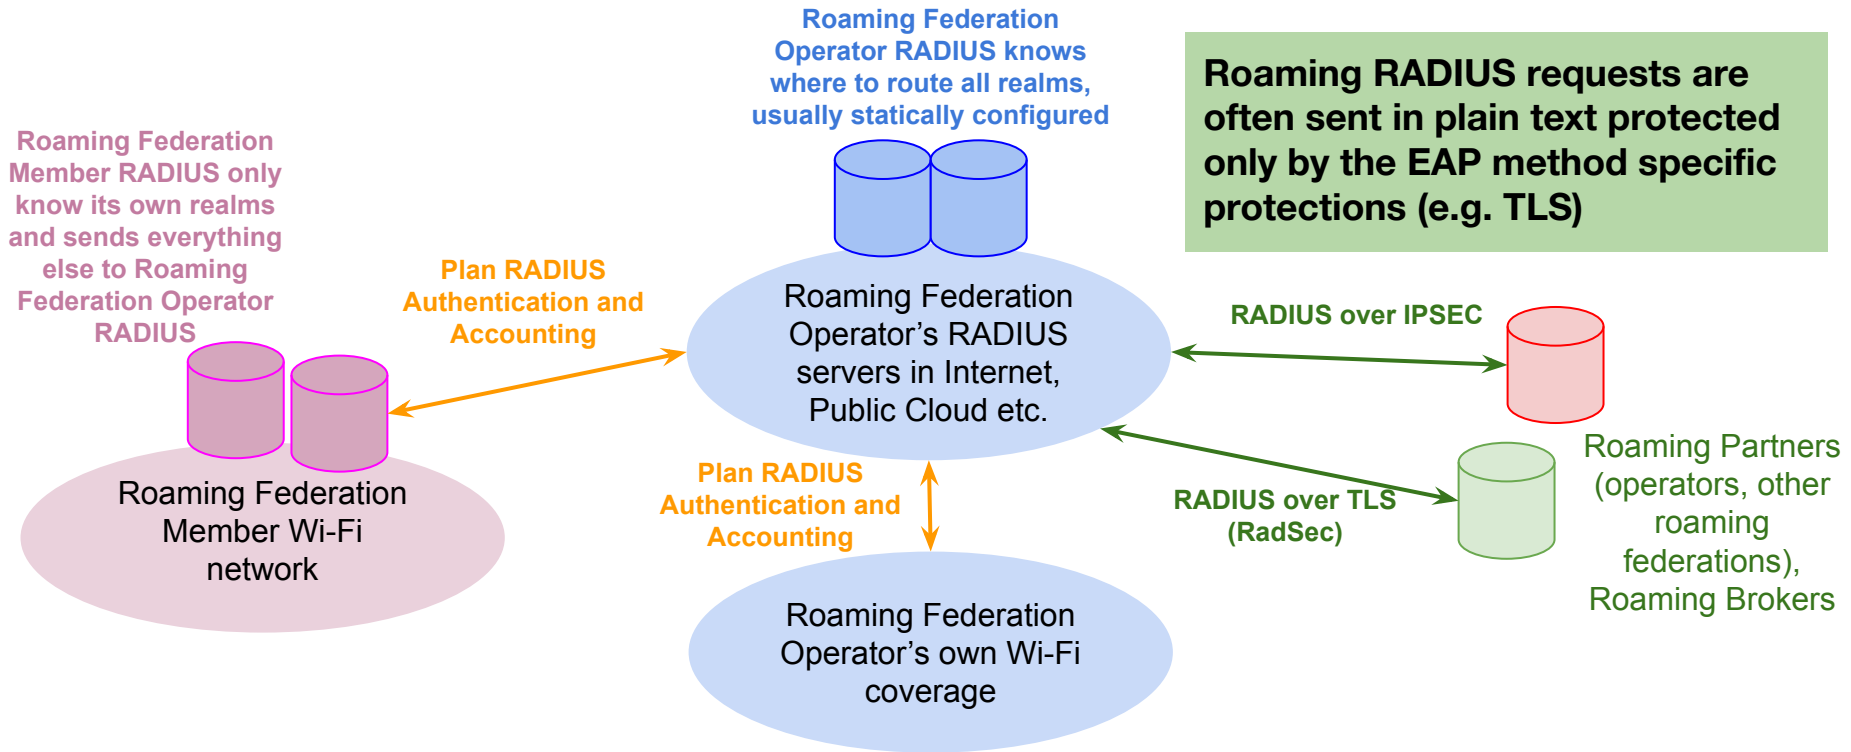 Roaming Federation
Operator RADIUS knows
where to route all realms,
usually statically configured
Roaming RADIUS requests are
often sent in plain text protected
only by the EAP method specific
protections (e.g. TLS)
Roaming Federation
Member RADIUS only
know its own realms
and sends everything
else to Roaming
Federation Operator
RADIUS
Plan RADIUS
Authentication and
Accounting
Roaming Federation
Operator’s RADIUS
servers in Internet,
Public Cloud etc.
RADIUS over IPSEC
Roaming Federation
Member Wi-Fi
network
Plan RADIUS
Authentication and
Accounting
RADIUS over TLS
(RadSec)
Roaming Partners
(operators, other
roaming
federations),
Roaming Brokers
Roaming Federation
Operator’s own Wi-Fi
coverage